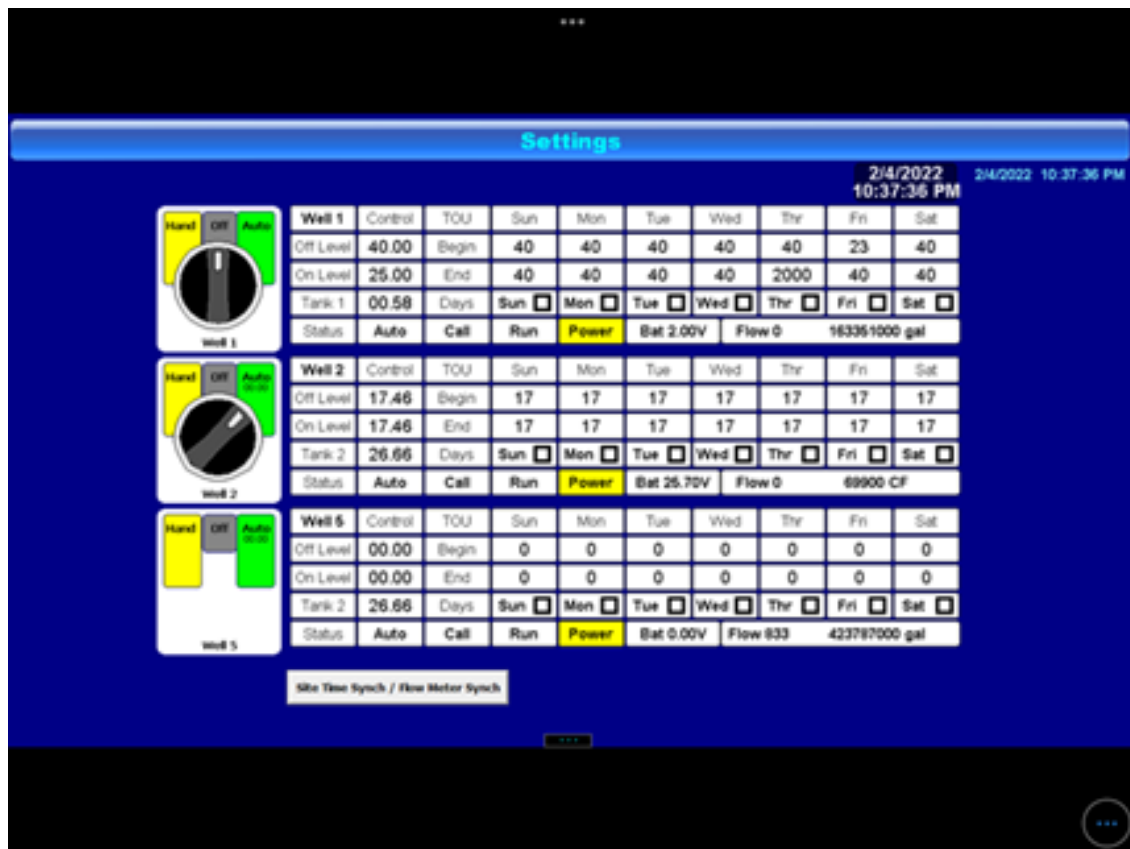 Settings
2/4/2022
10:37:36 PM
2/4/2022 10:37:36 PM
Hand Off Auto
Well 1
Well 1 Control TOU Sun Mon Tue Wed Thr Fri Sat
Off Level 40.00 Begin 40 40 40 40 40 23 40
On Level 25.00 End 40 40 40 40 2000 40 40
Tank 1 00.58 Days Sun Mon Tue Wed Thr Fri Sat
Status Auto Call Run Power Bat 2.00V Flow 0 163351000 gal
Hand Off Auto
00:00
Well 2
Well 2 Control TOU Sun Mon Tue Wed Thr Fri Sat
Off Level 17.46 Begin 17 17 17 17 17 17 17
On Level 17.46 End 17 17 17 17 17 17 17
Tank 2 26.66 Days Sun Mon Tue Wed Thr Fri Sat
Status Auto Call Run Power Bat 25.70V Flow 0 69900 CF
Hand Off Auto
00:00
Well 5
Well 5 Control TOU Sun Mon Tue Wed Thr Fri Sat
Off Level 00.00 Begin 0 0 0 0 0 0 0
On Level 00.00 End 0 0 0 0 0 0 0
Tank 2 26.66 Days Sun Mon Tue Wed Thr Fri Sat
Status Auto Call Run Power Bat 0.00V Flow 833 423787000 gal
Site Time Synch / Flow Meter Synch